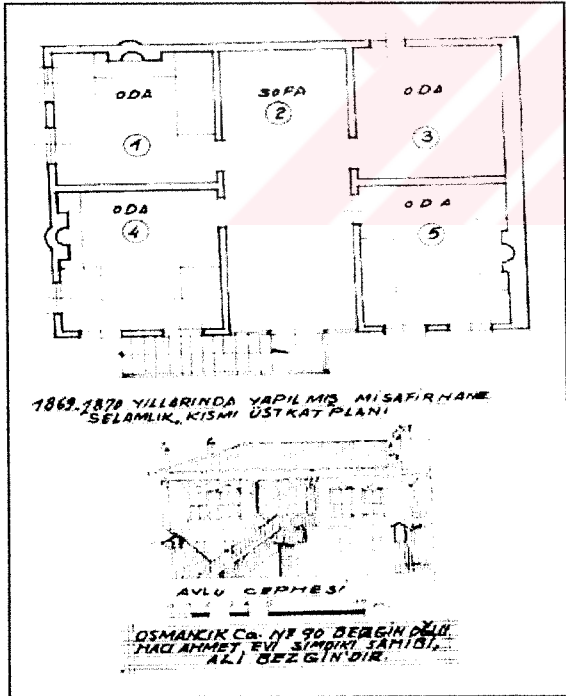 ODA
SOFA
ODA
2
1
3
ODA
ODA
4
5
1869-1870 YILLARINDA YAPILMIŞ MİSAFİRHANE
SELAMLIK, KISMI ÜSTKAT PLANI
AVLU CEPHESİ
OSMANCIK Ca. Nº 90 BEZGİN OĞLU
HACI AHMET EVİ ŞİMDİKİ SAHİBİ,
ALİ BEZGİN'DİR.